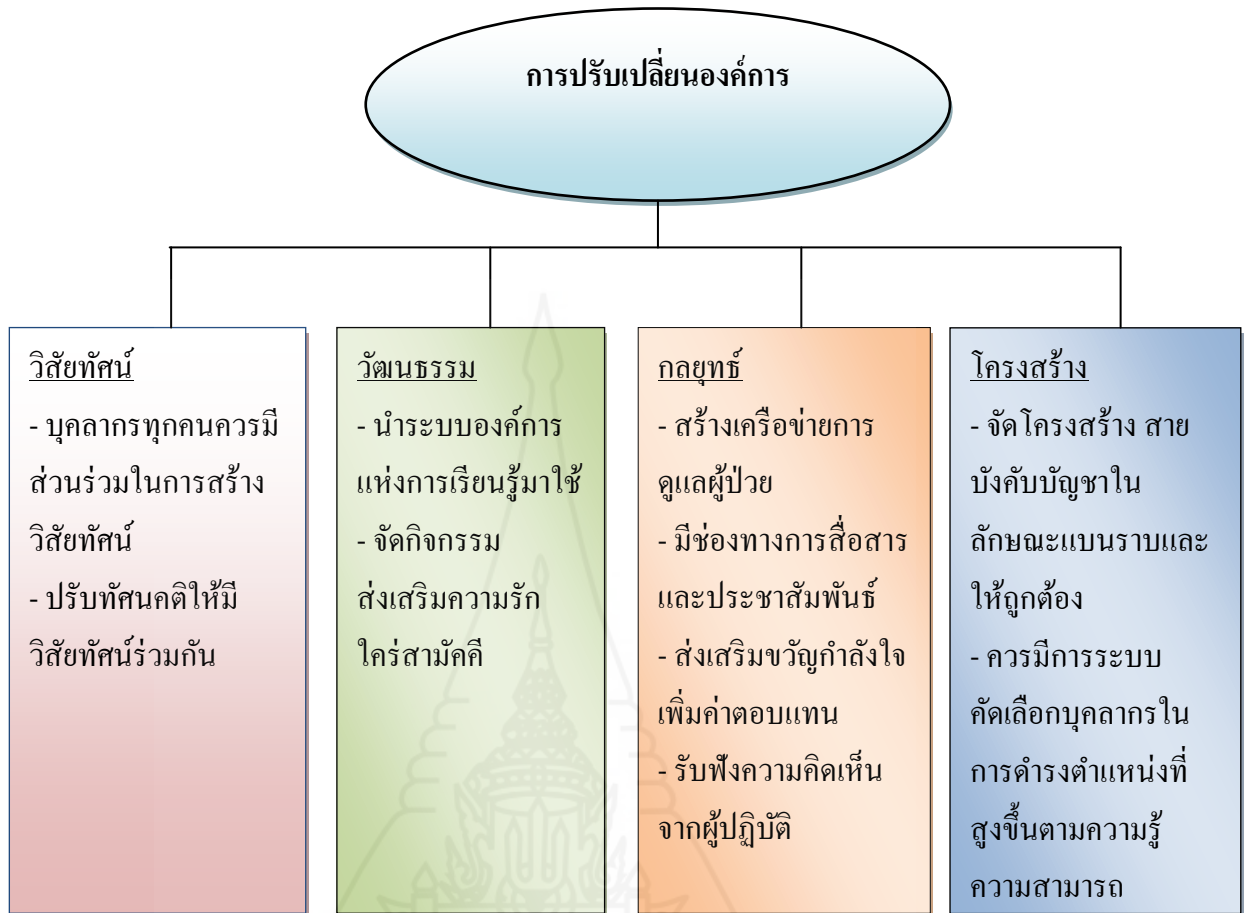 การปรับเปลี่ยนองค์การ
วิสัยทัศน์
- บุคลากรทุกคนควรมี
ส่วนร่วมในการสร้าง
วิสัยทัศน์
- ปรับทัศนคติให้มี
วิสัยทัศน์ร่วมกัน
วัฒนธรรม
- นำระบบองค์การ
แห่งการเรียนรู้มาใช้
- จัดกิจกรรม
ส่งเสริมความรัก
ใคร่สามัคคี
กลยุทธ์
- สร้างเครือข่ายการ
ดูแลผู้ป่วย
- มีช่องทางการสื่อสาร
และประชาสัมพันธ์
- ส่งเสริมขวัญกำลังใจ
เพิ่มค่าตอบแทน
- รับฟังความคิดเห็น
จากผู้ปฏิบัติ
โครงสร้าง
- จัดโครงสร้าง สาย
บังคับบัญชาใน
ลักษณะแบนราบและ
ให้ถูกต้อง
- ควรมีการระบบ
คัดเลือกบุคลากรใน
การดำรงตำแหน่งที่
สูงขึ้นตามความรู้
ความสามารถ